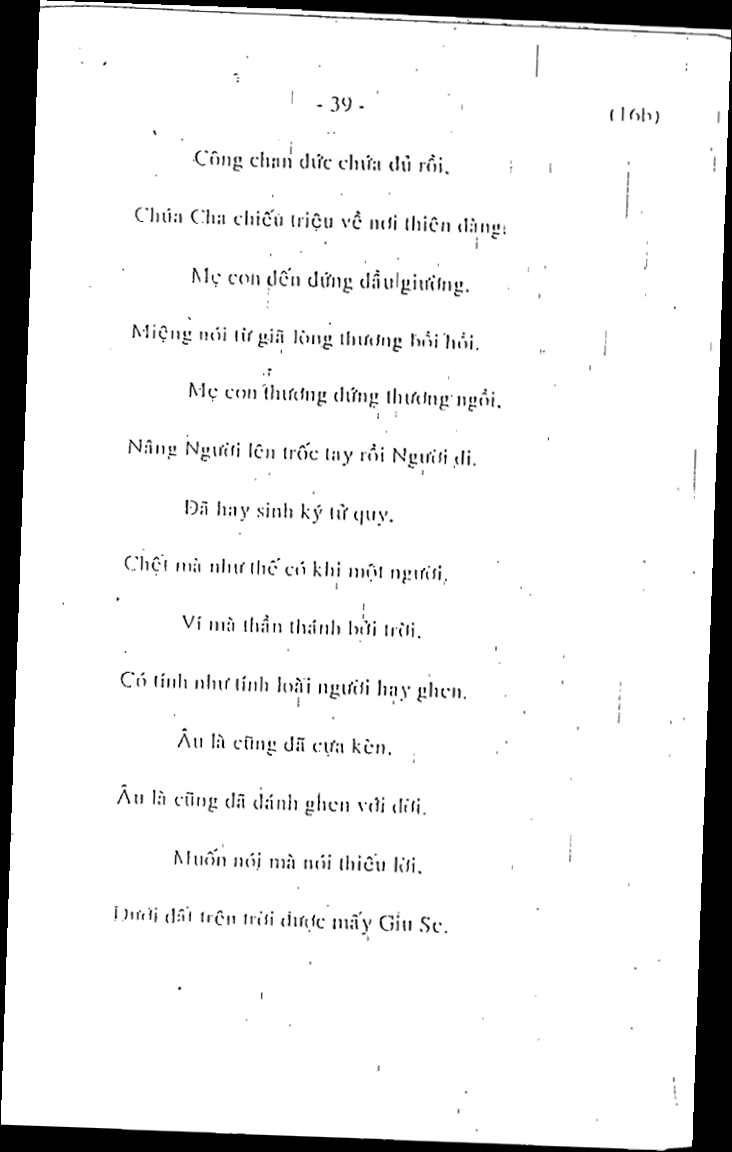 - 39 -
(16b)
Công chan đức chứa đủ rồi,
Chúa Cha chiếu triệu về nơi thiên đàng.
Mẹ con đến đứng đầu giường,
Miệng nói từ giã lòng thương bồi hồi.
Mẹ con thương đứng thương ngồi,
Nâng Người lên trốc tay rồi Người đi.
Đã hay sinh ký tử quy,
Chết mà như thế có khi một người,
Ví mà thần thánh bởi trời,
Có tính như tính loài người hay ghen.
Âu là cũng đã cựa kèn,
Âu là cũng đã đánh ghen với đời.
Muốn nói mà nói thiếu lời,
Dưới đất trên trời được mấy Giu Se.